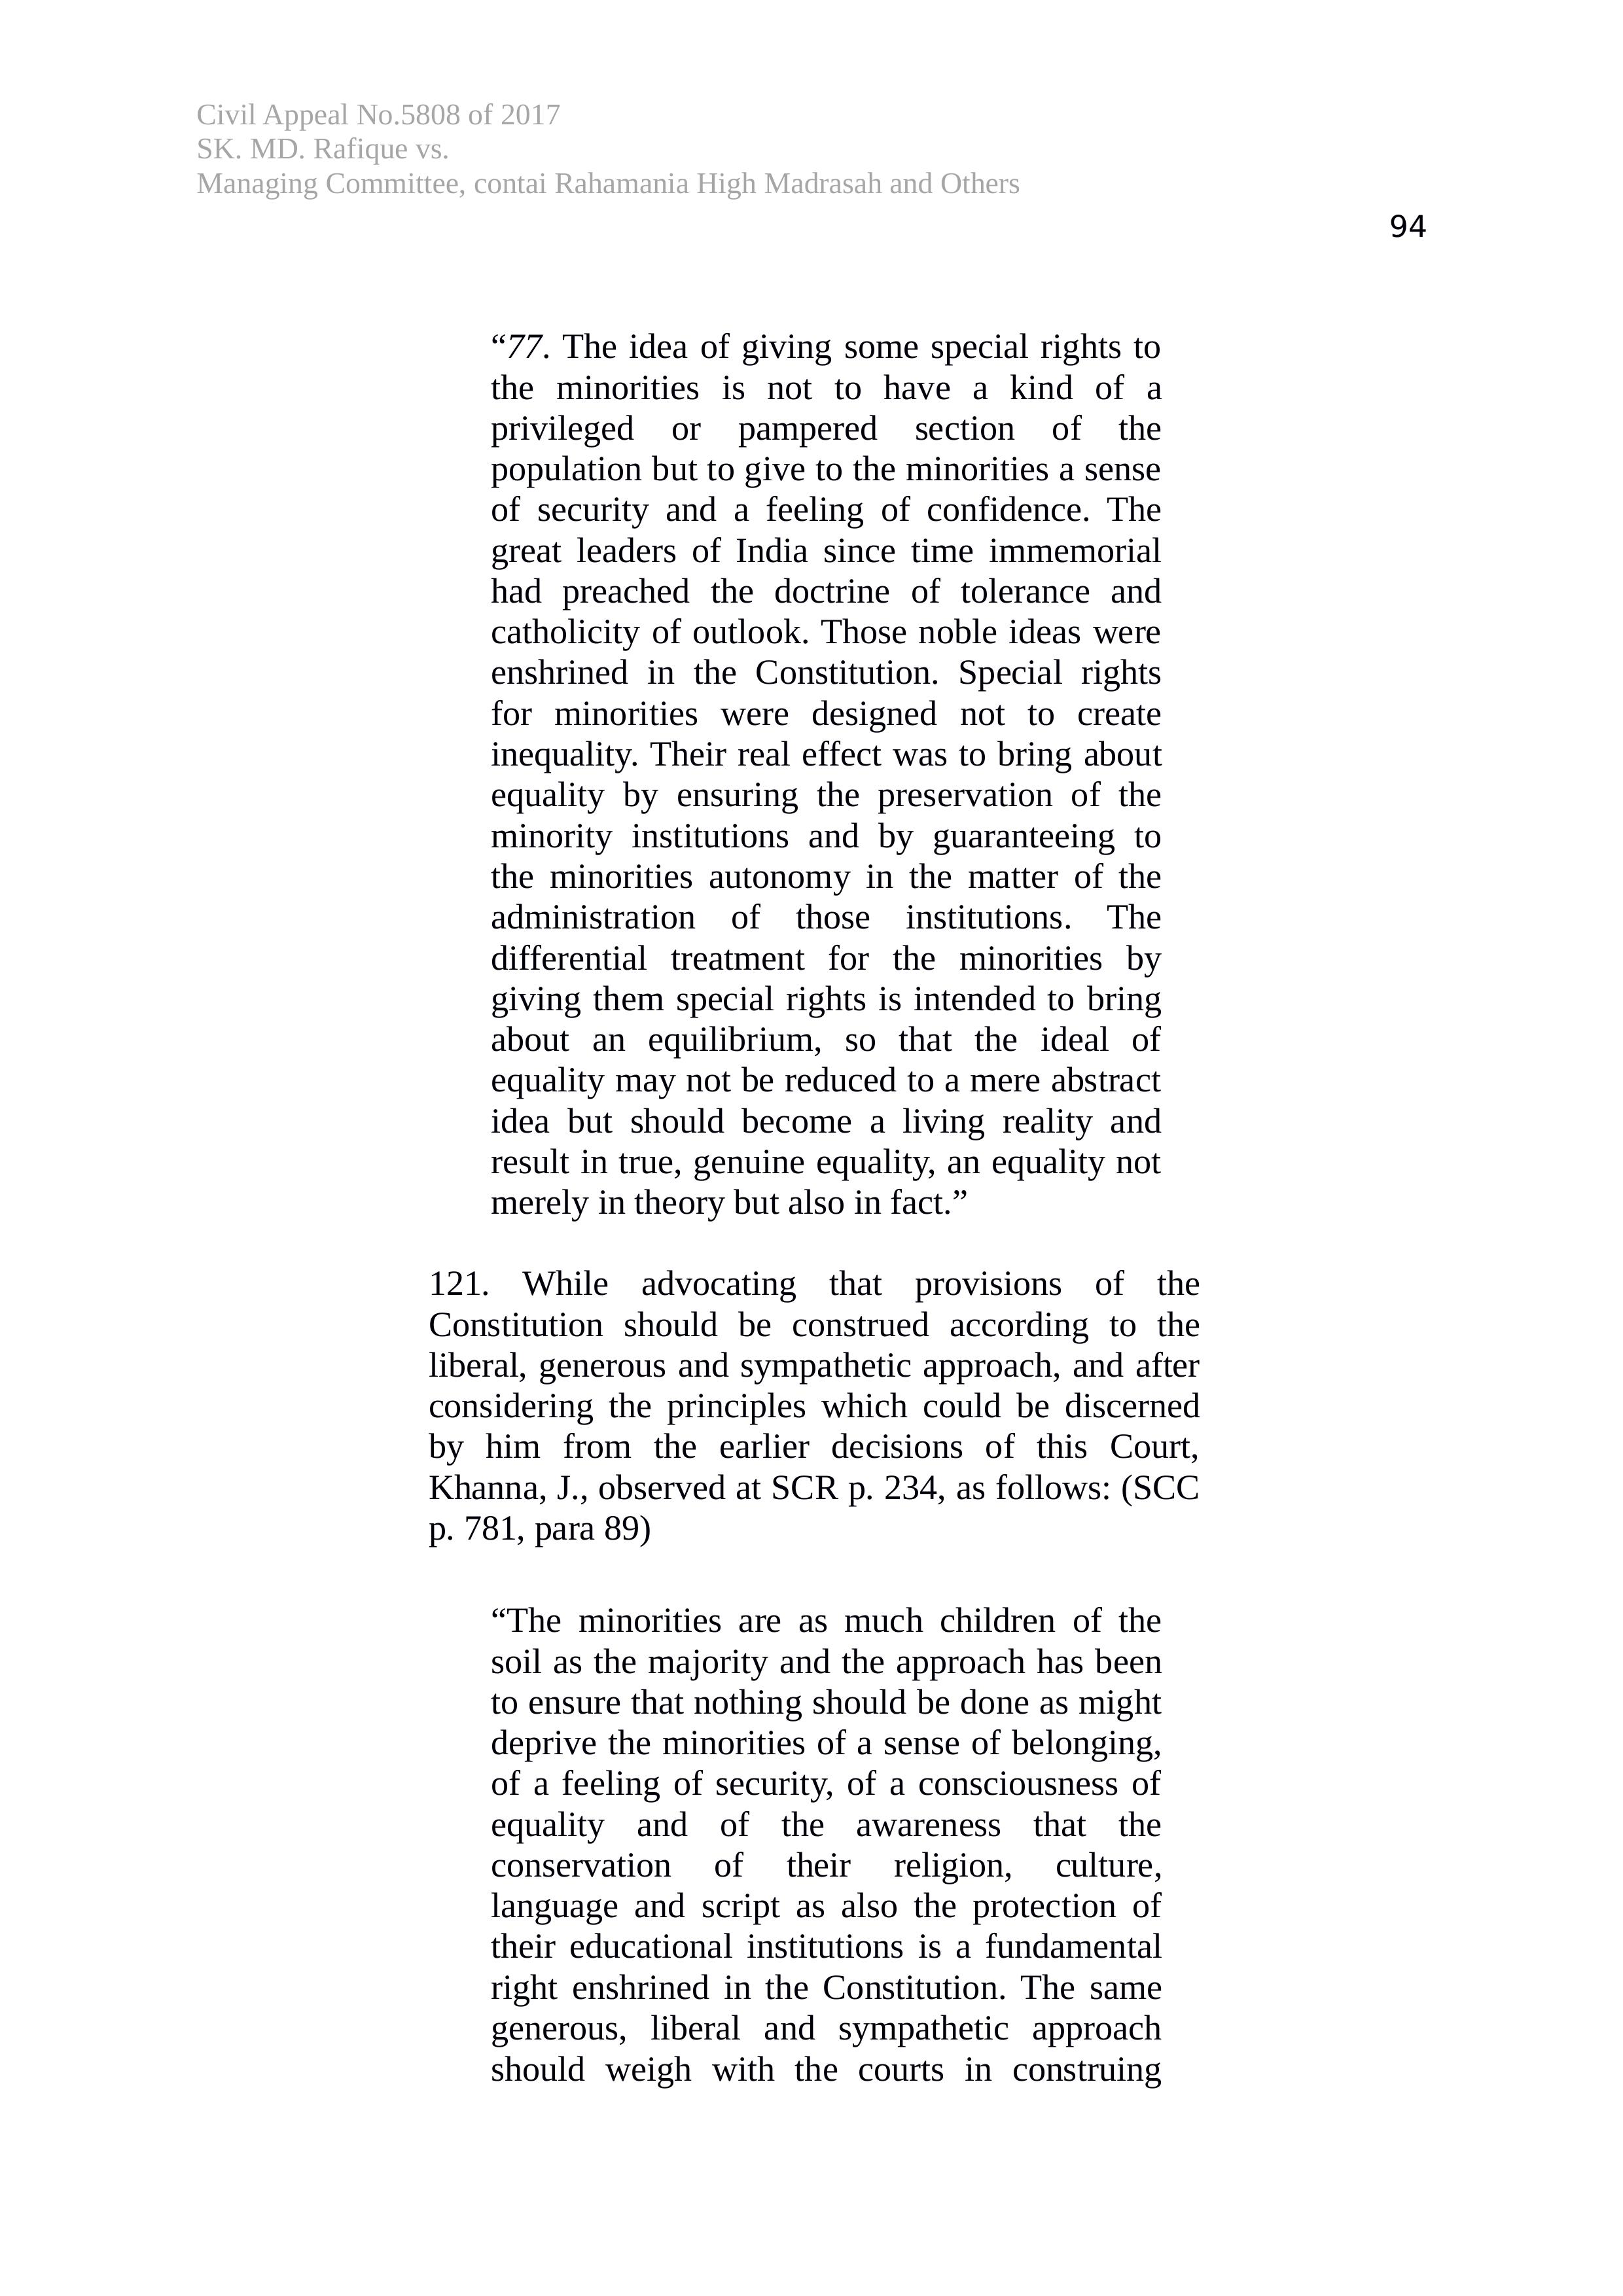 Civil Appeal No.5808 of 2017
SK. MD. Rafique vs.
Managing Committee, contai Rahamania High Madrasah and Others
94
“77. The idea of giving some special rights to
the minorities is not to have a kind of a
privileged or pampered section of the
population but to give to the minorities a sense
of security and a feeling of confidence. The
great leaders of India since time immemorial
had preached the doctrine of tolerance and
catholicity of outlook. Those noble ideas were
enshrined in the Constitution. Special rights
for minorities were designed not to create
inequality. Their real effect was to bring about
equality by ensuring the preservation of the
minority institutions and by guaranteeing to
the minorities autonomy in the matter of the
administration of those institutions. The
differential treatment for the minorities by
giving them special rights is intended to bring
about an equilibrium, so that the ideal of
equality may not be reduced to a mere abstract
idea but should become a living reality and
result in true, genuine equality, an equality not
merely in theory but also in fact.”
121. While advocating that provisions of the
Constitution should be construed according to the
liberal, generous and sympathetic approach, and after
considering the principles which could be discerned
by him from the earlier decisions of this Court,
Khanna, J., observed at SCR p. 234, as follows: (SCC
p. 781, para 89)
“The minorities are as much children of the
soil as the majority and the approach has been
to ensure that nothing should be done as might
deprive the minorities of a sense of belonging,
of a feeling of security, of a consciousness of
equality and of the awareness that the
conservation of their religion, culture,
language and script as also the protection of
their educational institutions is a fundamental
right enshrined in the Constitution. The same
generous, liberal and sympathetic approach
should weigh with the courts in construing